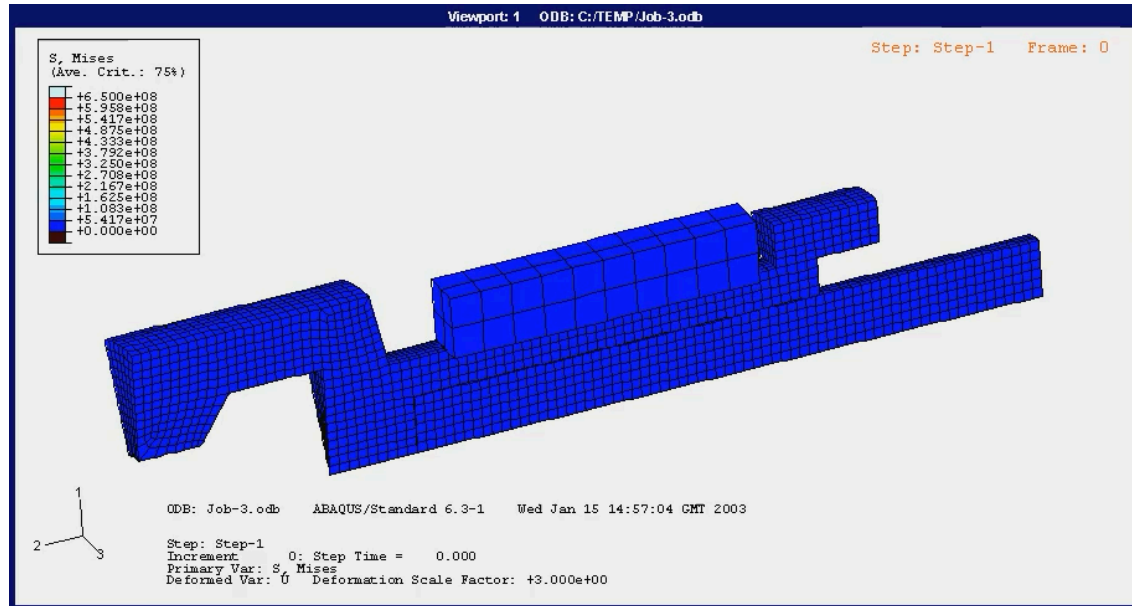 Viewport: 1 ODB: C:/TEMP/Job-3.odb
Step: Step-1 Frame: 0
S, Mises
(Ave. Crit.: 75%)
+6.500e+08
+5.958e+08
+5.417e+08
+4.875e+08
+4.333e+08
+3.792e+08
+3.250e+08
+2.708e+08
+2.167e+08
+1.625e+08
+1.083e+08
+5.417e+07
+0.000e+00
1
2
3
ODB: Job-3.odb ABAQUS/Standard 6.3-1 Wed Jan 15 14:57:04 GMT 2003
Step: Step-1
Increment 0: Step Time = 0.000
Primary Var: S, Mises
Deformed Var: U Deformation Scale Factor: +3.000e+00